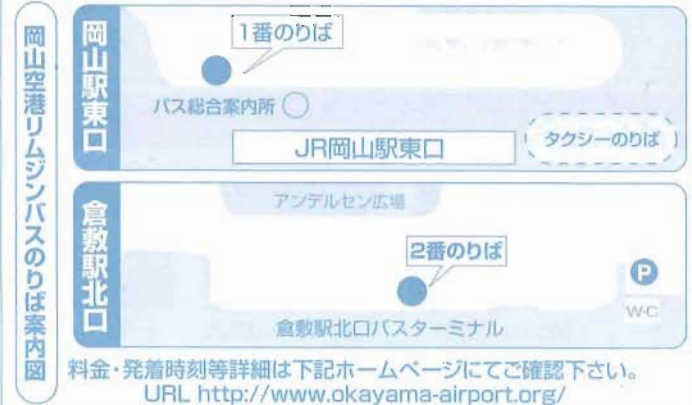 岡山空港リムジンバスのりば案内図
岡山駅東口
1番のりば
バス総合案内所
JR岡山駅東口
タクシーのりば
倉敷駅北口
アンデルセン広場
2番のりば
P
W・C
倉敷駅北口バスターミナル
料金・発着時刻等詳細は下記ホームページにてご確認下さい。
URL http://www.okayama-airport.org/